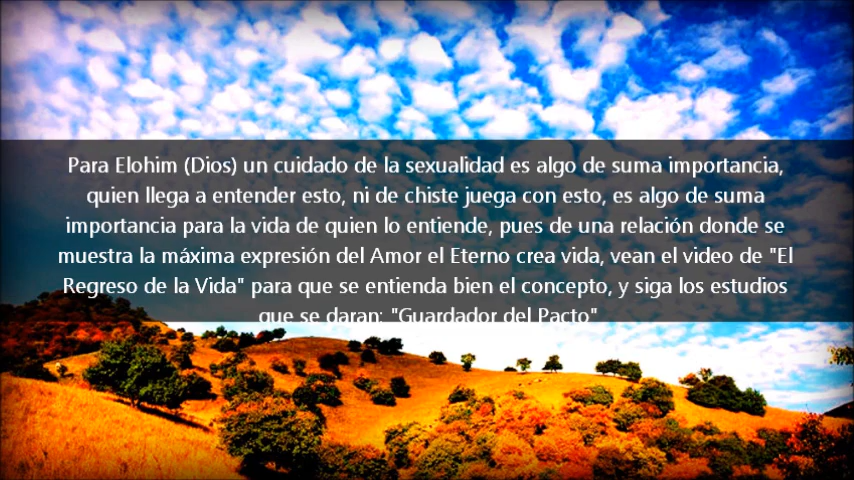 Para Elohim (Dios) un cuidado de la sexualidad es algo de suma importancia,
quien llega a entender esto, ni de chiste juega con esto, es algo de suma
importancia para la vida de quien lo entiende, pues de una relación donde se
muestra la máxima expresión del Amor el Eterno crea vida, vean el video de "El
Regreso de la Vida" para que se entienda bien el concepto, y siga los estudios
que se daran: "Guardador del Pacto"